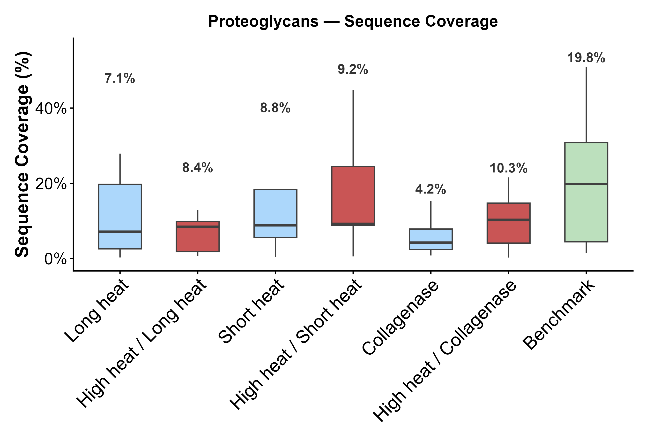 Proteoglycans — Sequence Coverage
Sequence Coverage (%)
40%
20%
0%
7.1%
8.4%
8.8%
9.2%
4.2%
10.3%
19.8%
Long heat
High heat / Long heat
Short heat
High heat / Short heat
Collagenase
High heat / Collagenase
Benchmark